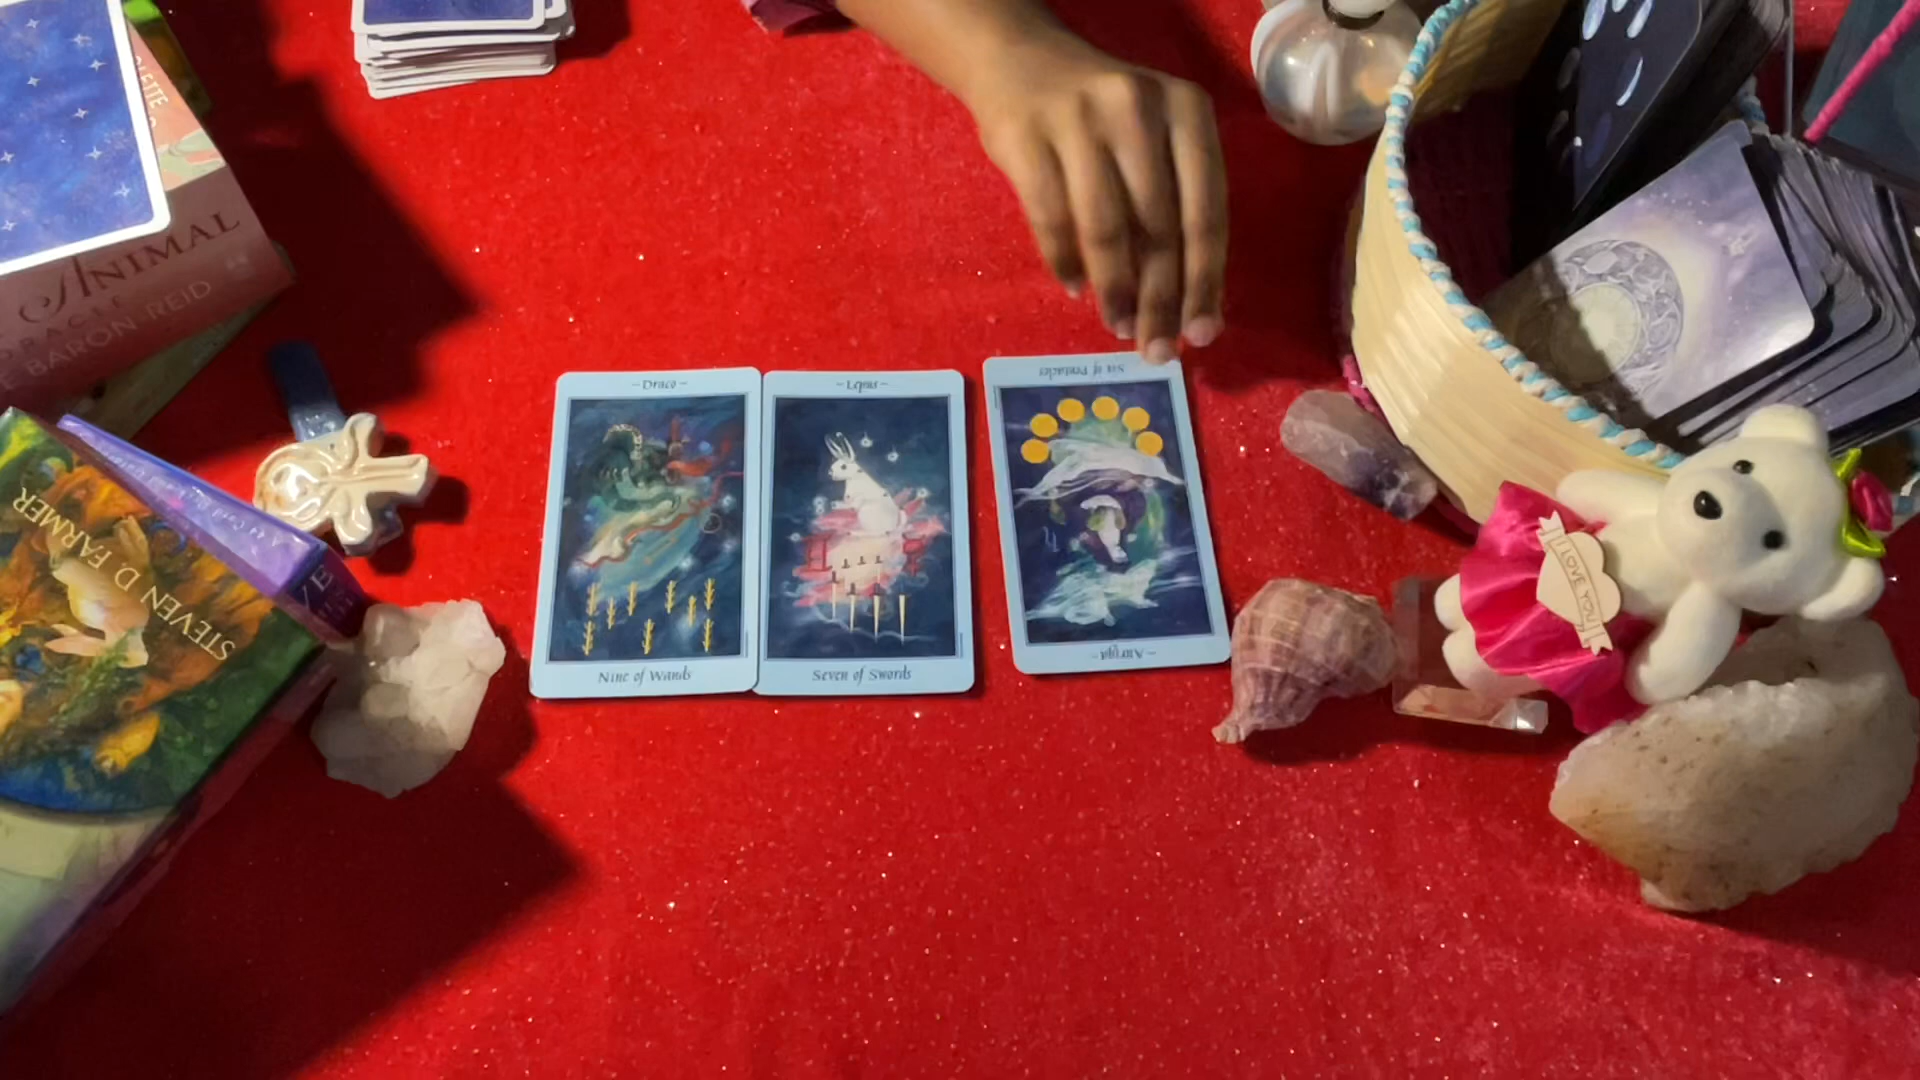 ANIMAL
ORACLE
BARON REID
STEVEN D. FARMER
~ Draco ~
Nine of Wands
~ Lepus ~
Seven of Swords
Six of Pentacles
~ Auriga ~
I LOVE YOU